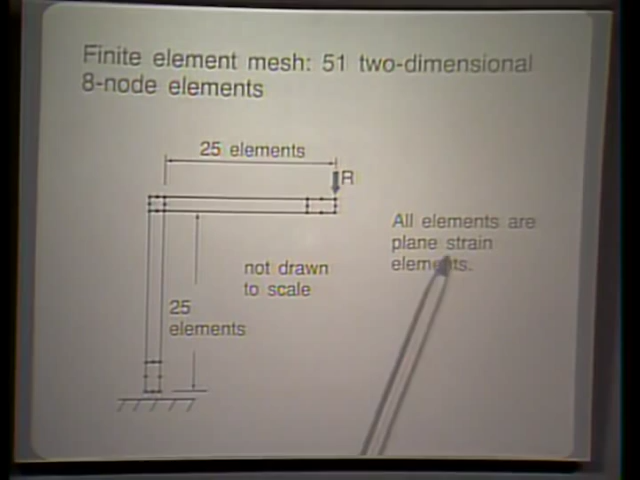 Finite element mesh: 51 two-dimensional
8-node elements
25 elements
R
All elements are
plane strain
elements.
not drawn
to scale
25
elements